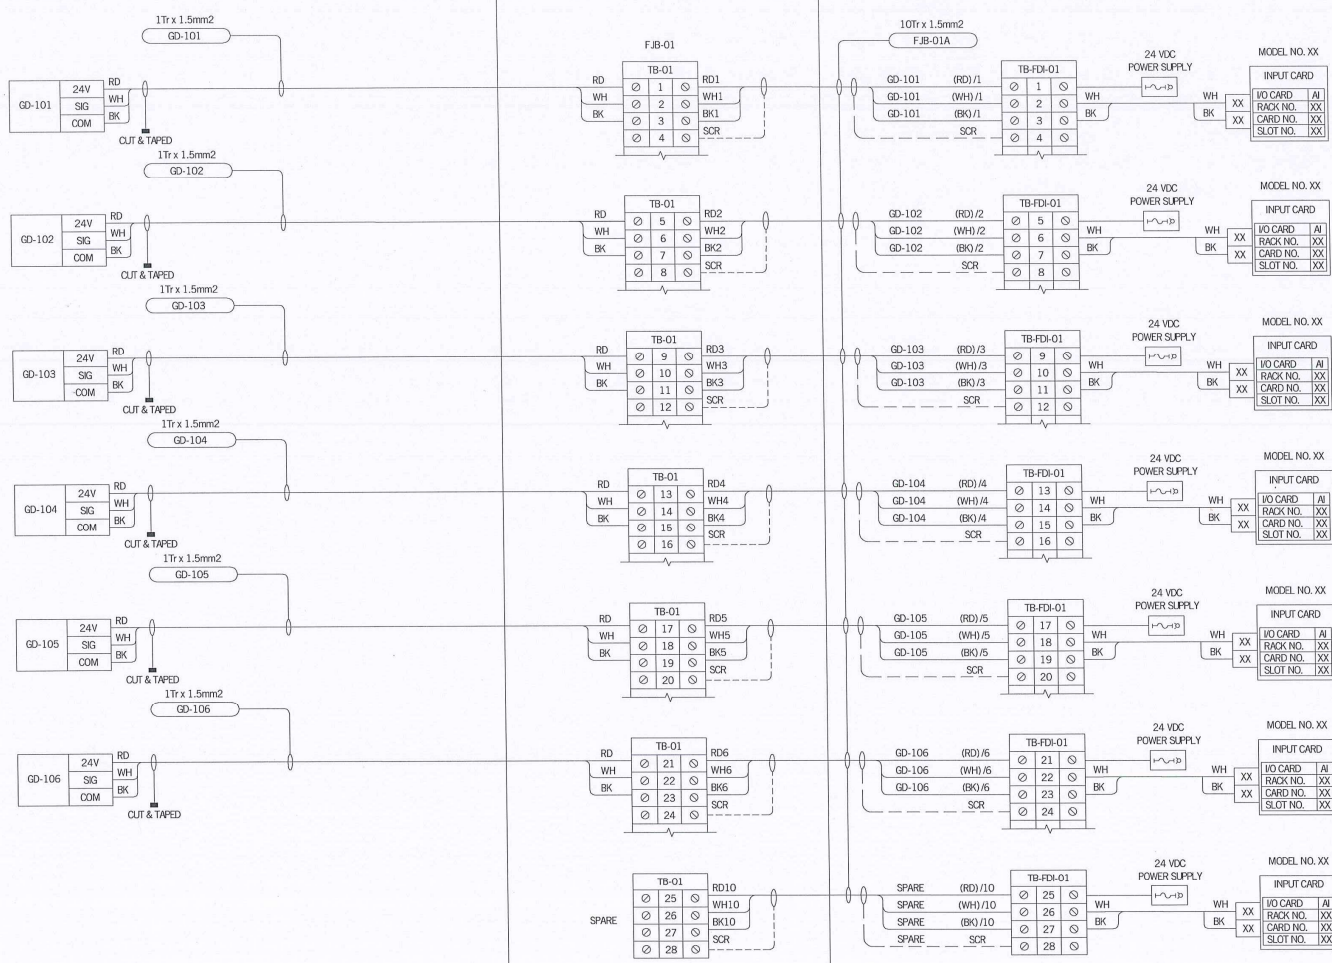 1Tr x 1.5mm2
GD-101
FJB-01
10Tr x 1.5mm2
FJB-01A
24 VDC
POWER SUPPLY
MODEL NO. XX
GD-101
24V RD
SIG WH
COM BK
CUT & TAPED
RD TB-01 RD1
WH 1 WH1
BK 2 BK1
3 SCR
4
GD-101 (RD) /1
GD-101 (WH) /1
GD-101 (BK) /1
SCR
TB-FDI-01
1
2 WH
3 BK
4
WH XX
BK XX
INPUT CARD
I/O CARD AI
RACK NO. XX
CARD NO. XX
SLOT NO. XX
1Tr x 1.5mm2
GD-102
24 VDC
POWER SUPPLY
MODEL NO. XX
GD-102
24V RD
SIG WH
COM BK
CUT & TAPED
RD TB-01 RD2
WH 5 WH2
BK 6 BK2
7 SCR
8
GD-102 (RD) /2
GD-102 (WH) /2
GD-102 (BK) /2
SCR
TB-FDI-01
5
6 WH
7 BK
8
WH XX
BK XX
INPUT CARD
I/O CARD AI
RACK NO. XX
CARD NO. XX
SLOT NO. XX
1Tr x 1.5mm2
GD-103
24 VDC
POWER SUPPLY
MODEL NO. XX
GD-103
24V RD
SIG WH
COM BK
CUT & TAPED
RD TB-01 RD3
WH 9 WH3
BK 10 BK3
11 SCR
12
GD-103 (RD) /3
GD-103 (WH) /3
GD-103 (BK) /3
SCR
TB-FDI-01
9
10 WH
11 BK
12
WH XX
BK XX
INPUT CARD
I/O CARD AI
RACK NO. XX
CARD NO. XX
SLOT NO. XX
1Tr x 1.5mm2
GD-104
24 VDC
POWER SUPPLY
MODEL NO. XX
GD-104
24V RD
SIG WH
COM BK
CUT & TAPED
RD TB-01 RD4
WH 13 WH4
BK 14 BK4
15 SCR
16
GD-104 (RD) /4
GD-104 (WH) /4
GD-104 (BK) /4
SCR
TB-FDI-01
13
14 WH
15 BK
16
WH XX
BK XX
INPUT CARD
I/O CARD AI
RACK NO. XX
CARD NO. XX
SLOT NO. XX
1Tr x 1.5mm2
GD-105
24 VDC
POWER SUPPLY
MODEL NO. XX
GD-105
24V RD
SIG WH
COM BK
CUT & TAPED
RD TB-01 RD5
WH 17 WH5
BK 18 BK5
19 SCR
20
GD-105 (RD) /5
GD-105 (WH) /5
GD-105 (BK) /5
SCR
TB-FDI-01
17
18 WH
19 BK
20
WH XX
BK XX
INPUT CARD
I/O CARD AI
RACK NO. XX
CARD NO. XX
SLOT NO. XX
1Tr x 1.5mm2
GD-106
24 VDC
POWER SUPPLY
MODEL NO. XX
GD-106
24V RD
SIG WH
COM BK
CUT & TAPED
RD TB-01 RD6
WH 21 WH6
BK 22 BK6
23 SCR
24
GD-106 (RD) /6
GD-106 (WH) /6
GD-106 (BK) /6
SCR
TB-FDI-01
21
22 WH
23 BK
24
WH XX
BK XX
INPUT CARD
I/O CARD AI
RACK NO. XX
CARD NO. XX
SLOT NO. XX
24 VDC
POWER SUPPLY
MODEL NO. XX
SPARE
TB-01 RD10
25 WH10
26 BK10
27 SCR
28
SPARE (RD) /10
SPARE (WH) /10
SPARE (BK) /10
SPARE SCR
TB-FDI-01
25
26 WH
27 BK
28
WH XX
BK XX
INPUT CARD
I/O CARD AI
RACK NO. XX
CARD NO. XX
SLOT NO. XX